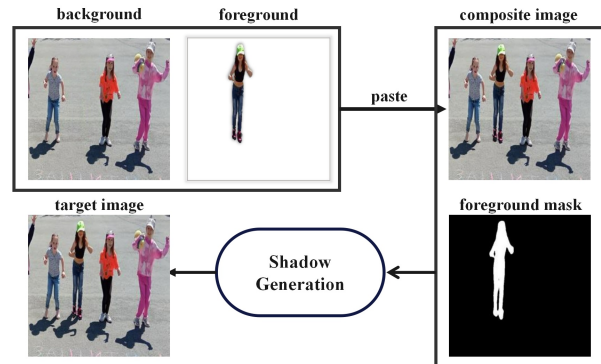 background
foreground
composite image
paste
target image
foreground mask
Shadow
Generation